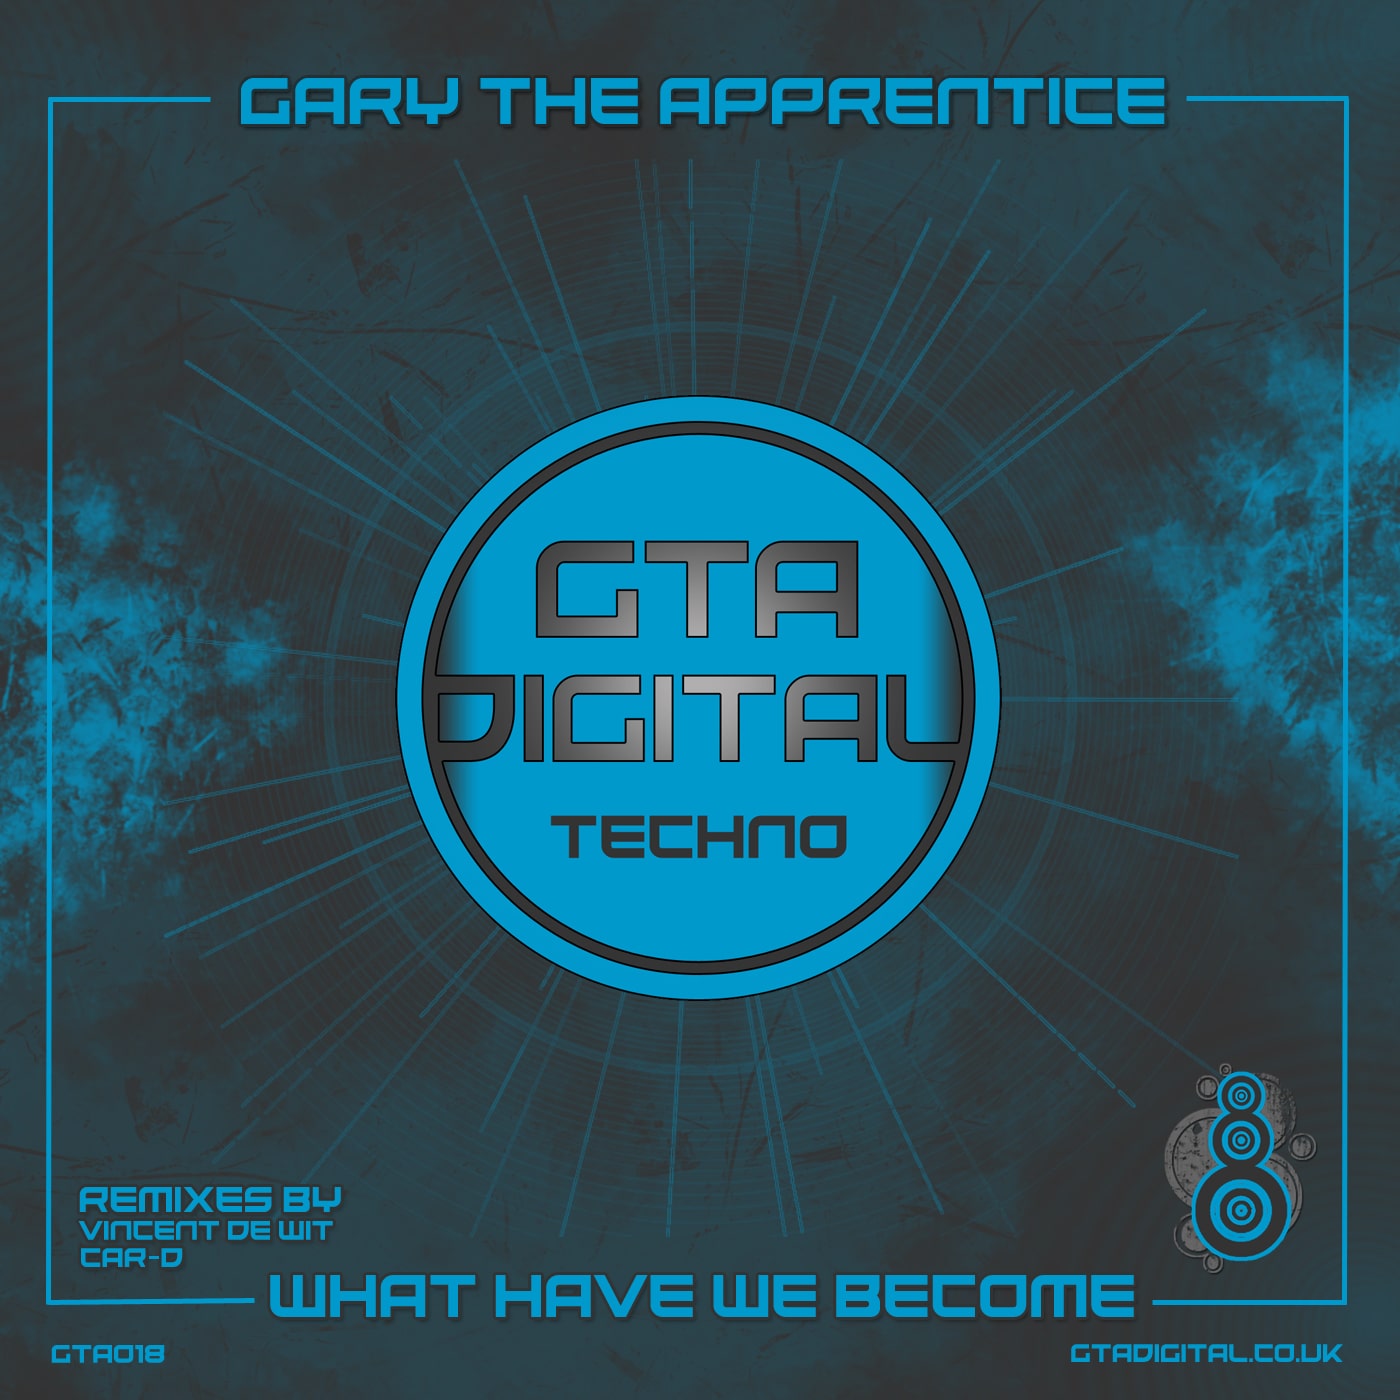 GARY THE APPRENTICE
GTA
DIGITAL
TECHNO
REMIXES BY
VINCENT DE WIT
CAR-D
WHAT HAVE WE BECOME
GTA018
GTADIGITAL.CO.UK